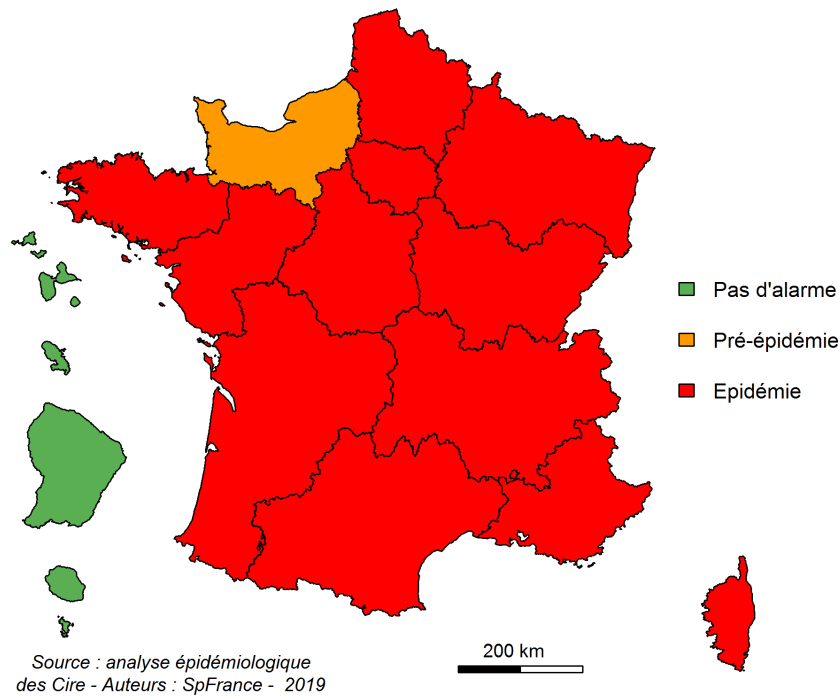 Pas d'alarme
Pré-épidémie
Epidémie
200 km
Source : analyse épidémiologique
des Cire - Auteurs : SpFrance - 2019